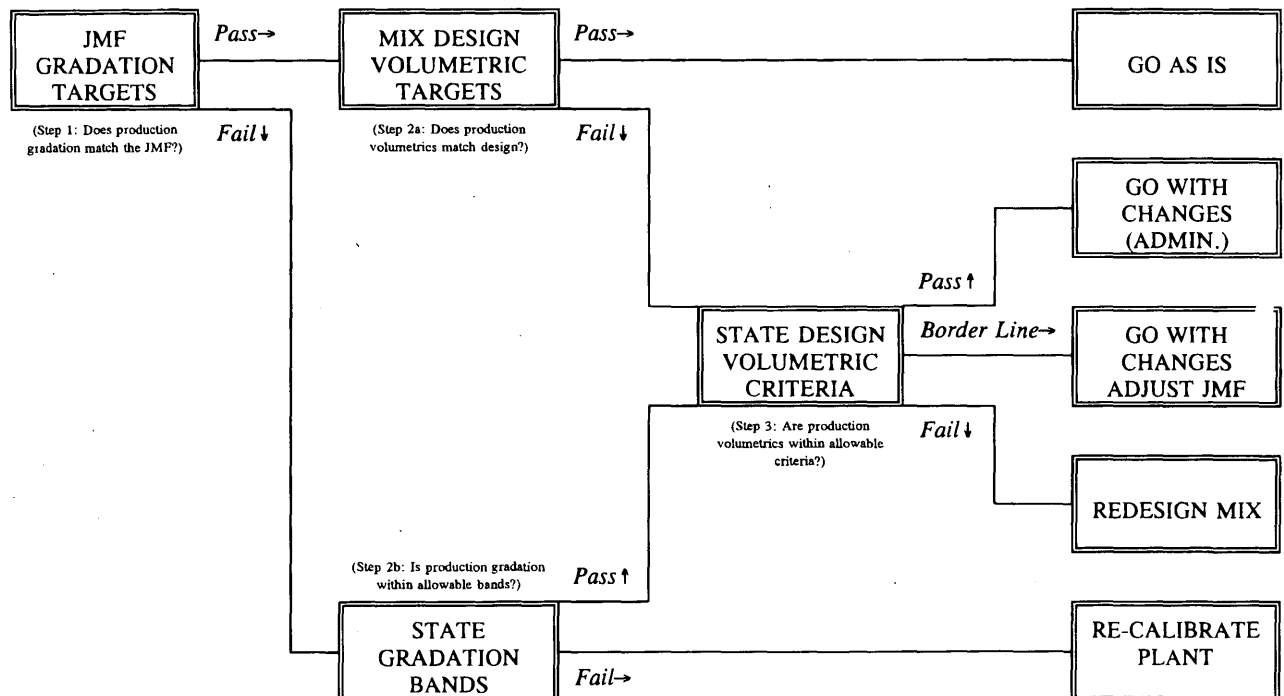 JMF
GRADATION
TARGETS
Pass→
MIX DESIGN
VOLUMETRIC
TARGETS
Pass→
GO AS IS
(Step 1: Does production
gradation match the JMF?)
Fail↓
(Step 2a: Does production
volumetrics match design?)
Fail↓
GO WITH
CHANGES
(ADMIN.)
Pass↑
STATE DESIGN
VOLUMETRIC
CRITERIA
Border Line→
GO WITH
CHANGES
ADJUST JMF
(Step 3: Are production
volumetrics within allowable
criteria?)
Fail↓
REDESIGN MIX
(Step 2b: Is production gradation
within allowable bands?)
Pass↑
STATE
GRADATION
BANDS
Fail→
RE-CALIBRATE
PLANT